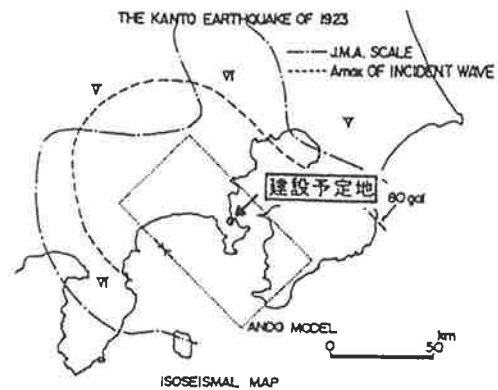 THE KANTO EARTHQUAKE OF 1923
J.M.A. SCALE
Amax OF INCIDENT WAVE
VI
V
V
建設予定地
80 gal
VI
ANDO MODEL
0 50 km
ISOSEISMAL MAP